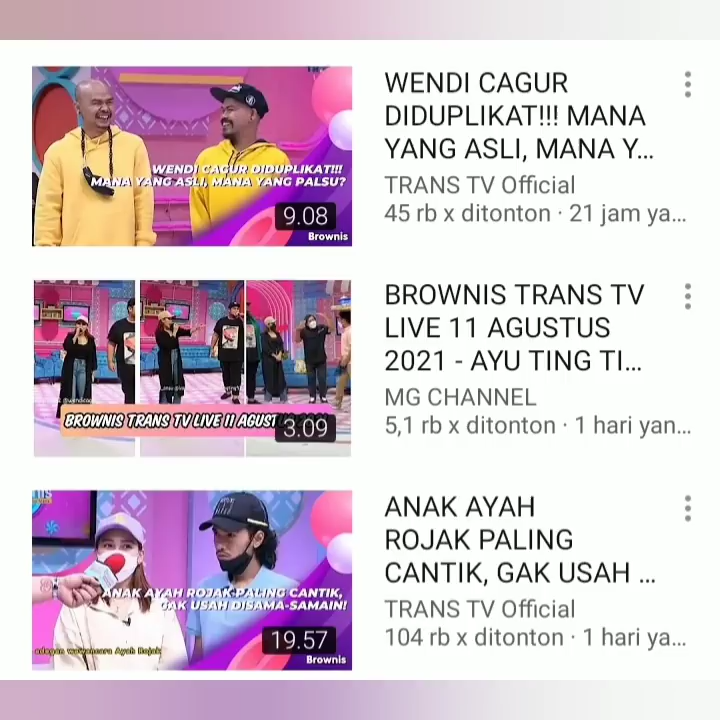 WENDI CAGUR DIDUPLIKAT!!!
MANA YANG ASLI, MANA YANG PALSU?
9.08
Brownis
WENDI CAGUR
DIDUPLIKAT!!! MANA
YANG ASLI, MANA Y...
TRANS TV Official
45 rb x ditonton · 21 jam ya...
BROWNIS TRANS TV LIVE 11 AGUST
3.09
BROWNIS TRANS TV
LIVE 11 AGUSTUS
2021 - AYU TING TI...
MG CHANNEL
5,1 rb x ditonton · 1 hari yan...
ANAK AYAH ROJAK PALING CANTIK,
GAK USAH DISAMA-SAMAIN!
19.57
adegan wawancara Ayah Rojak
Brownis
ANAK AYAH
ROJAK PALING
CANTIK, GAK USAH ...
TRANS TV Official
104 rb x ditonton · 1 hari ya...